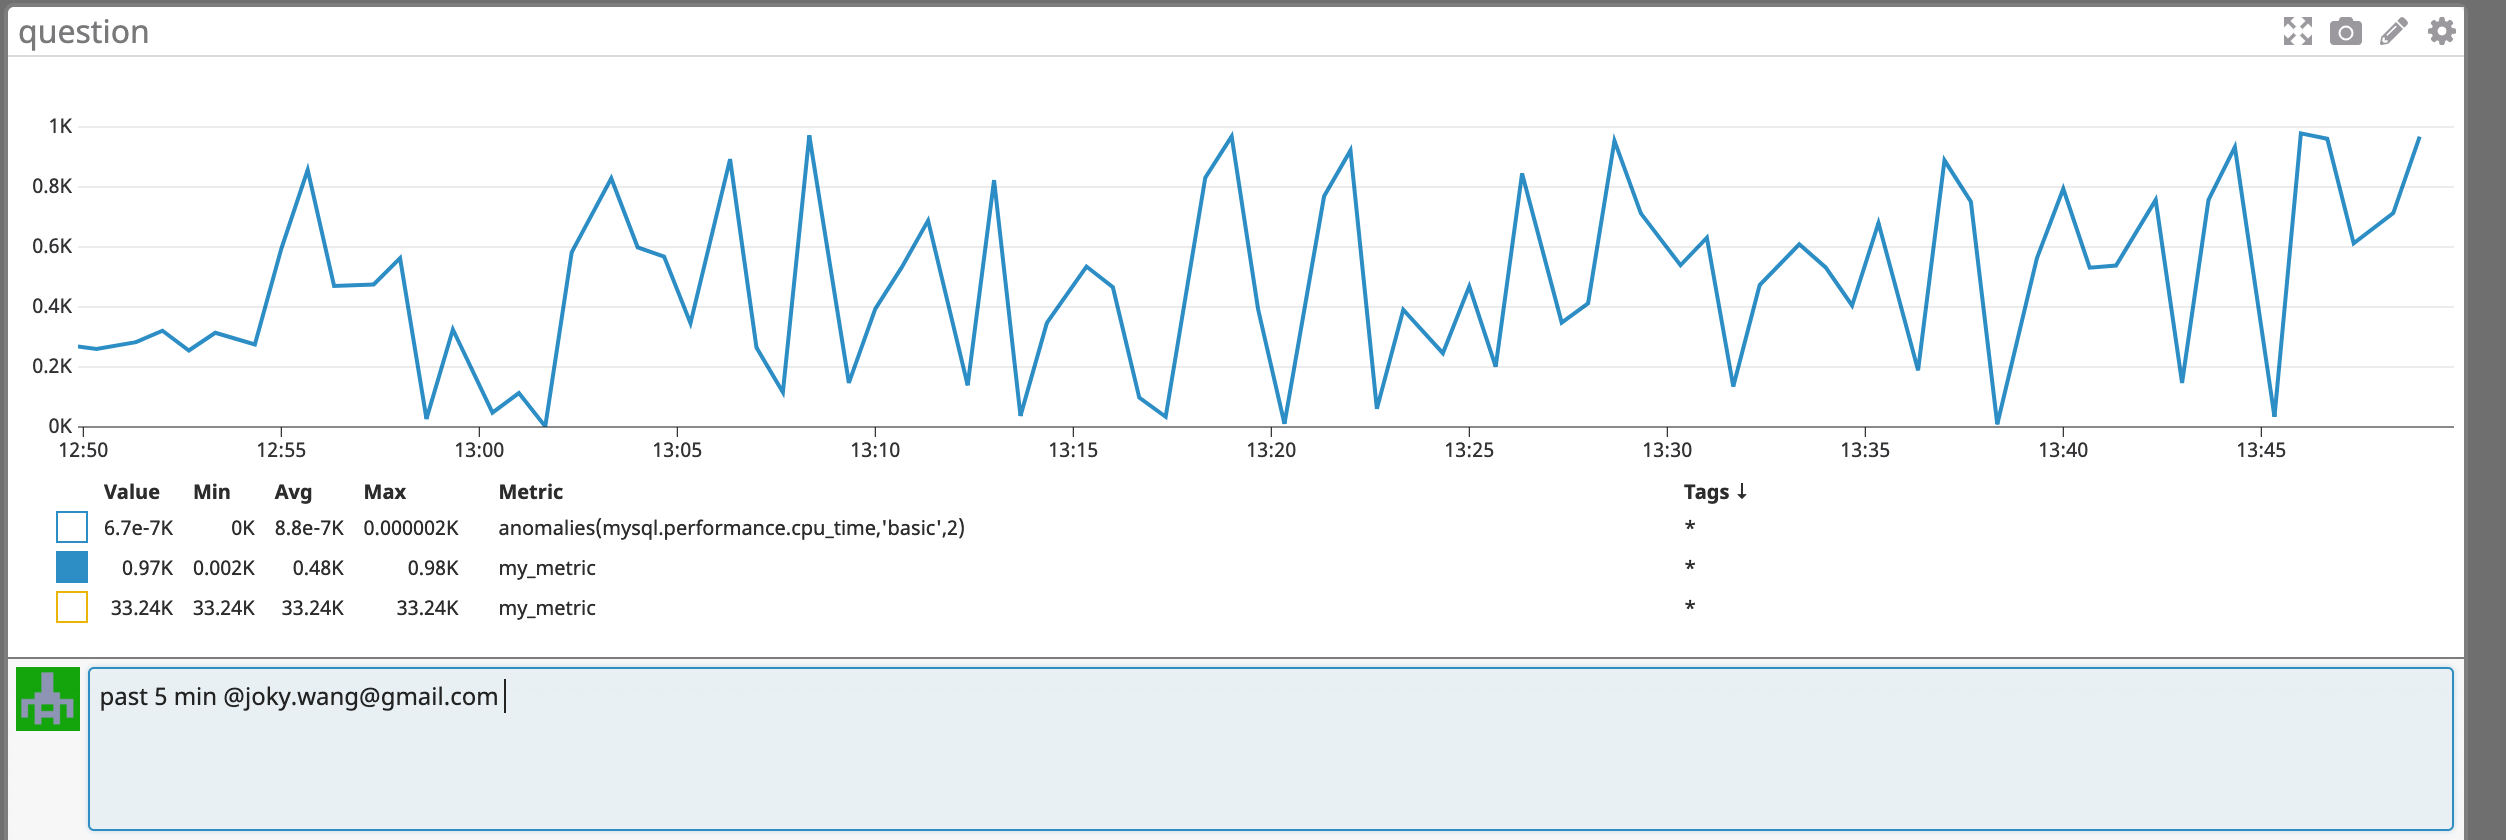 question
1K
0.8K
0.6K
0.4K
0.2K
0K
12:50 12:55 13:00 13:05 13:10 13:15 13:20 13:25 13:30 13:35 13:40 13:45
Value Min Avg Max Metric Tags ↓
6.7e-7K 0K 8.8e-7K 0.000002K anomalies(mysql.performance.cpu_time,'basic',2) *
0.97K 0.002K 0.48K 0.98K my_metric *
33.24K 33.24K 33.24K 33.24K my_metric *
past 5 min @joky.wang@gmail.com